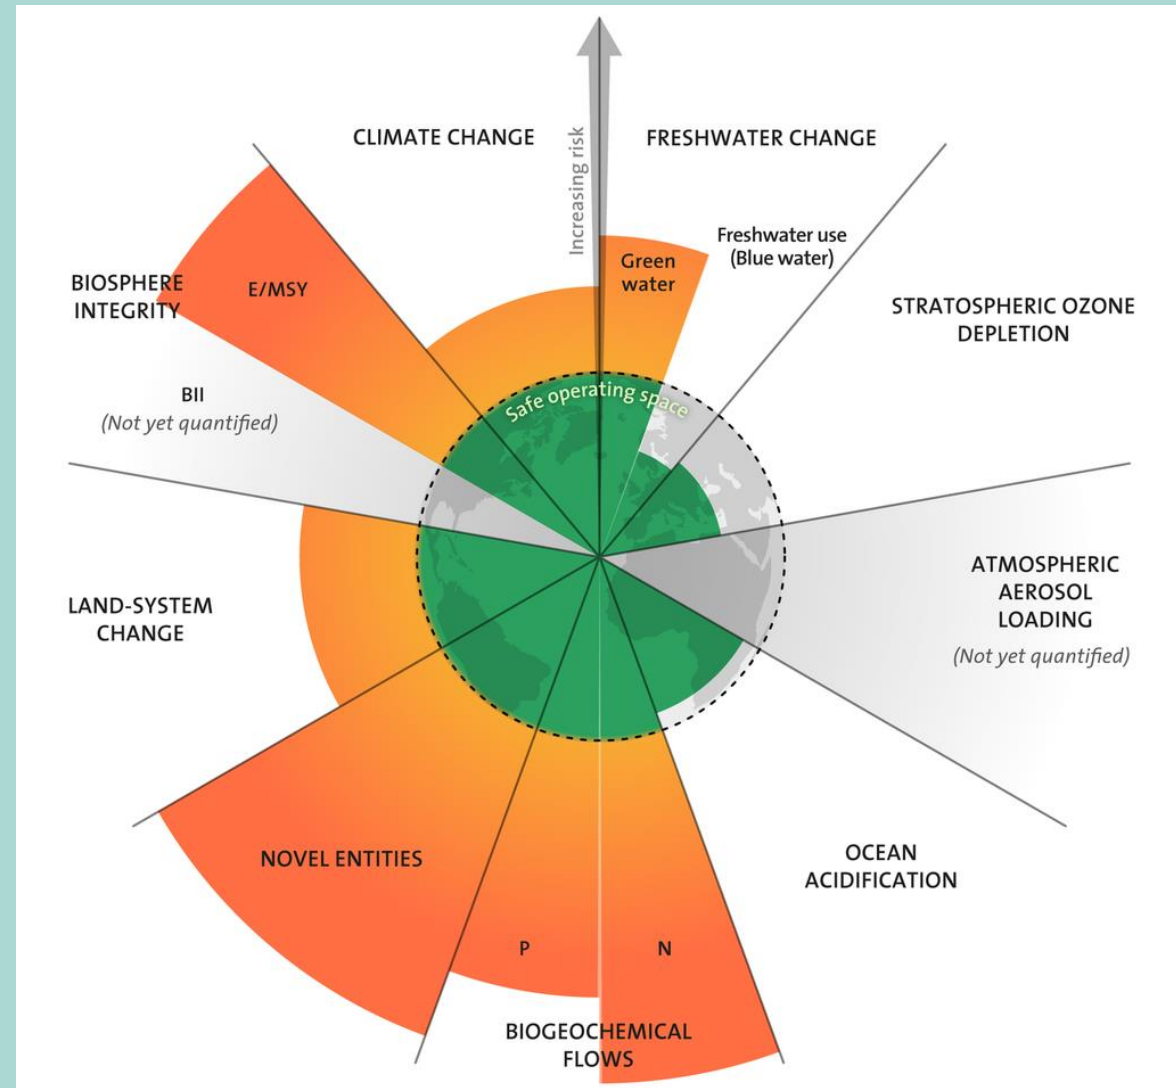 CLIMATE CHANGE
Increasing risk
FRESHWATER CHANGE
Green
water
Freshwater use
(Blue water)
STRATOSPHERIC OZONE
DEPLETION
ATMOSPHERIC
AEROSOL
LOADING
(Not yet quantified)
OCEAN
ACIDIFICATION
N
P
BIOGEOCHEMICAL
FLOWS
NOVEL ENTITIES
LAND-SYSTEM
CHANGE
BII
(Not yet quantified)
BIOSPHERE
INTEGRITY
E/MSY
Safe operating space